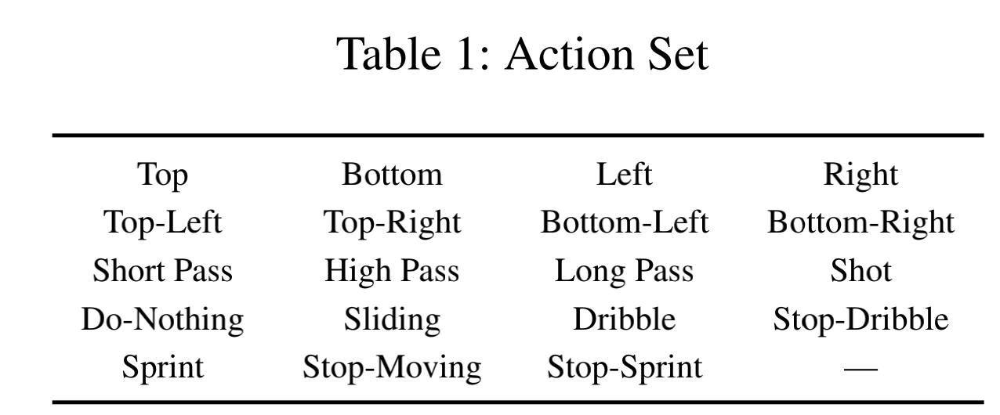 Table 1: Action Set
Top Bottom Left Right
Top-Left Top-Right Bottom-Left Bottom-Right
Short Pass High Pass Long Pass Shot
Do-Nothing Sliding Dribble Stop-Dribble
Sprint Stop-Moving Stop-Sprint —